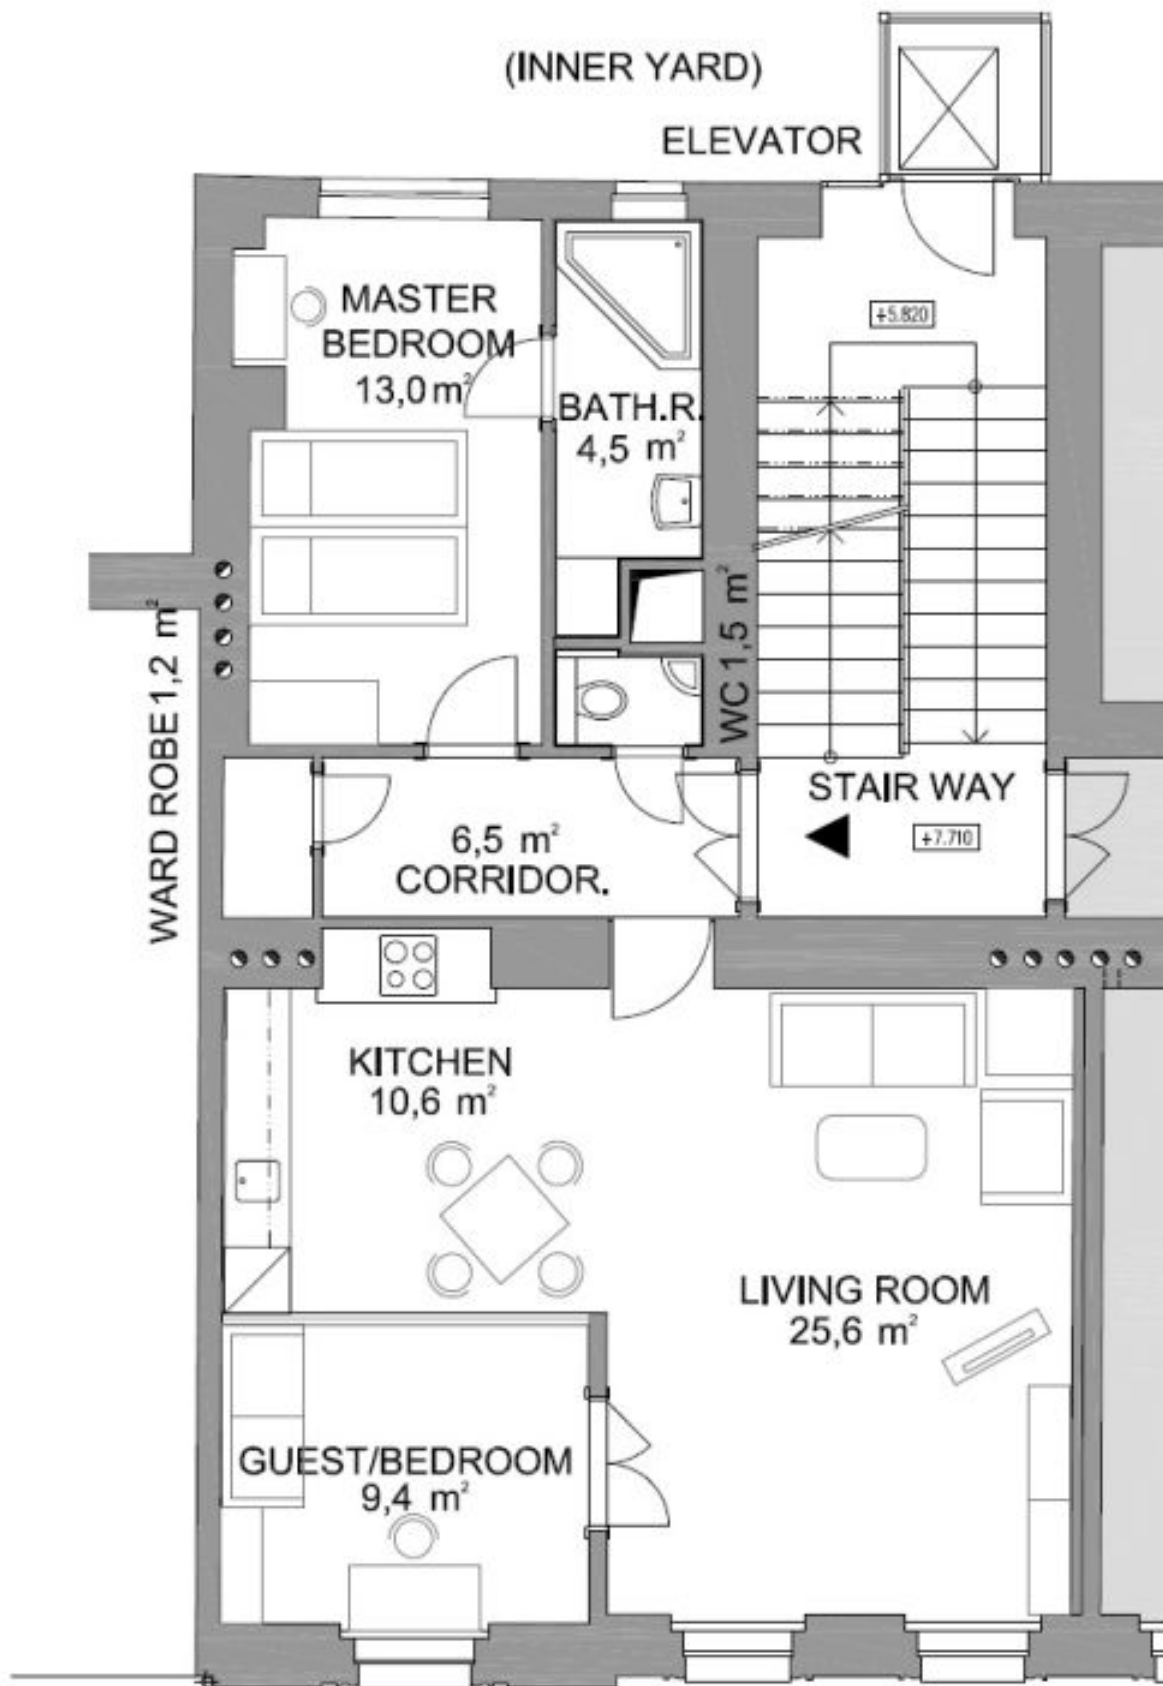 (INNER YARD)
ELEVATOR
MASTER
BEDROOM
13,0 m²
BATH.R.
4,5 m²
+5.820
WC 1,5 m²
WARD ROBE 1,2 m²
STAIR WAY
+7.710
6,5 m²
CORRIDOR.
KITCHEN
10,6 m²
LIVING ROOM
25,6 m²
GUEST/BEDROOM
9,4 m²